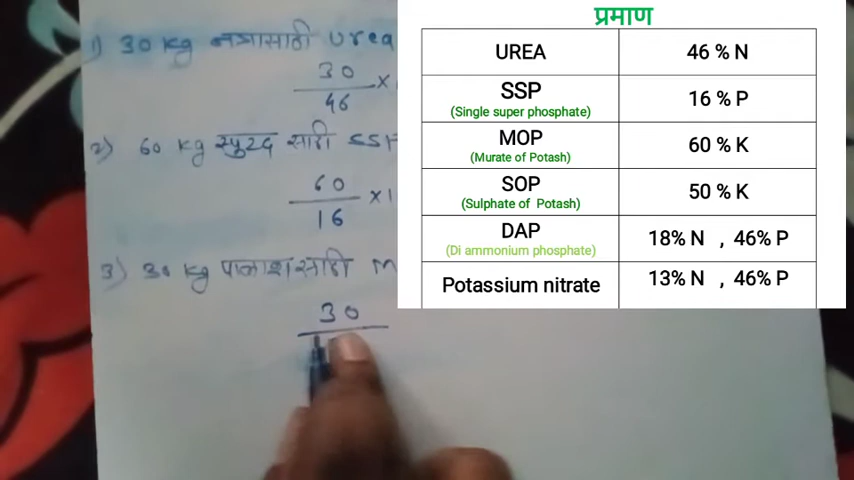 प्रमाण
UREA 46 % N
SSP 16 % P
(Single super phosphate)
MOP 60 % K
(Murate of Potash)
SOP 50 % K
(Sulphate of Potash)
DAP 18% N , 46% P
(Di ammonium phosphate)
Potassium nitrate 13% N , 46% P
1) 30 kg नत्रासाठी Urea
30
46 ×
2) 60 kg स्फुरद साठी SSP
60
16 × 1
3) 30 kg पालाशसाठी M
30